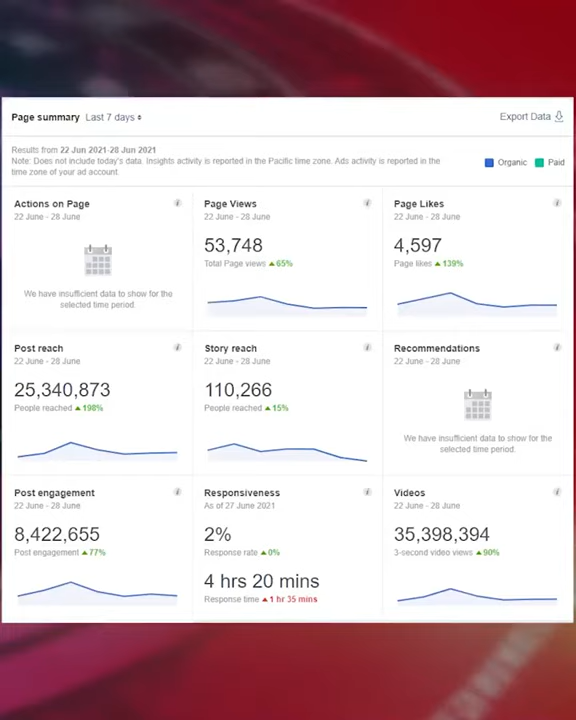 Page summary Last 7 days
Export Data
Results from 22 Jun 2021-28 Jun 2021
Note: Does not include today's data. Insights activity is reported in the Pacific time zone. Ads activity is reported in the
time zone of your ad account
Organic Paid
Actions on Page
22 June - 28 June
We have insufficient data to show for the
selected time period
Page Views
22 June - 28 June
53,748
Total Page views ▲65%
Page Likes
22 June - 28 June
4,597
Page likes ▲139%
Post reach
22 June - 28 June
25,340,873
People reached ▲198%
Story reach
22 June - 28 June
110,266
People reached ▲15%
Recommendations
22 June - 28 June
We have insufficient data to show for the
selected time period.
Post engagement
22 June - 28 June
8,422,655
Post engagement ▲77%
Responsiveness
As of 27 June 2021
2%
Response rate ▲0%
4 hrs 20 mins
Response time ▲1 hr 35 mins
Videos
22 June - 28 June
35,398,394
3-second video views ▲90%